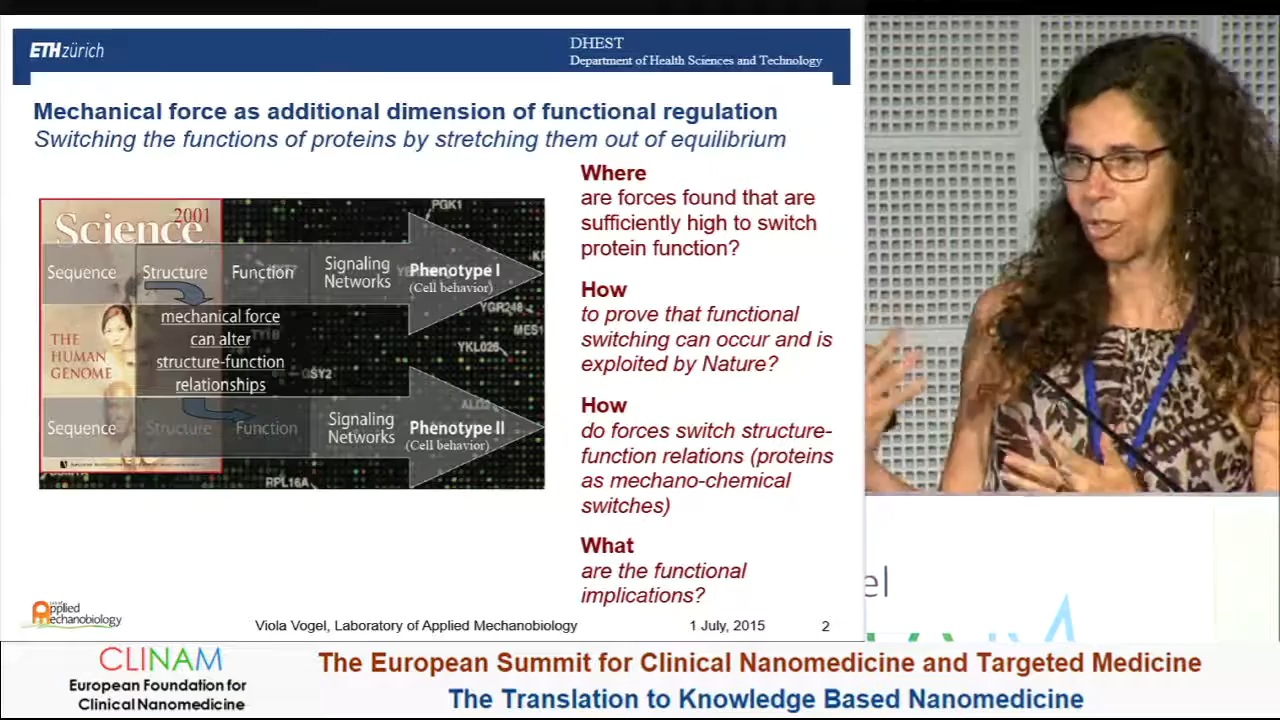 ETHzürich
DHEST
Department of Health Sciences and Technology
Mechanical force as additional dimension of functional regulation
Switching the functions of proteins by stretching them out of equilibrium
Science
2001
THE
HUMAN
GENOME
PGK1
YGR248
MES1
YKL026
GSY2
RPL16A
Sequence
Structure
Function
Signaling
Networks
Phenotype I
(Cell behavior)
mechanical force
can alter
structure-function
relationships
Sequence
Structure
Function
Signaling
Networks
Phenotype II
(Cell behavior)
Where
are forces found that are
sufficiently high to switch
protein function?
How
to prove that functional
switching can occur and is
exploited by Nature?
How
do forces switch structure-
function relations (proteins
as mechano-chemical
switches)
What
are the functional
implications?
Applied
Mechanobiology
Viola Vogel, Laboratory of Applied Mechanobiology
1 July, 2015
2
el
CLINAM
European Foundation for
Clinical Nanomedicine
The European Summit for Clinical Nanomedicine and Targeted Medicine
The Translation to Knowledge Based Nanomedicine